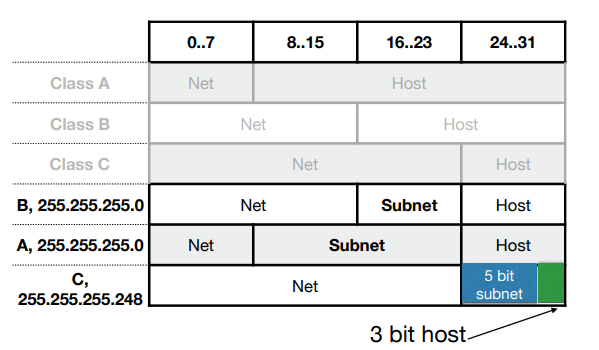 0..7 8..15 16..23 24..31
Class A Net Host
Class B Net Host
Class C Net Host
B, 255.255.255.0 Net Subnet Host
A, 255.255.255.0 Net Subnet Host
C,
255.255.255.248
Net
5 bit
subnet
3 bit host